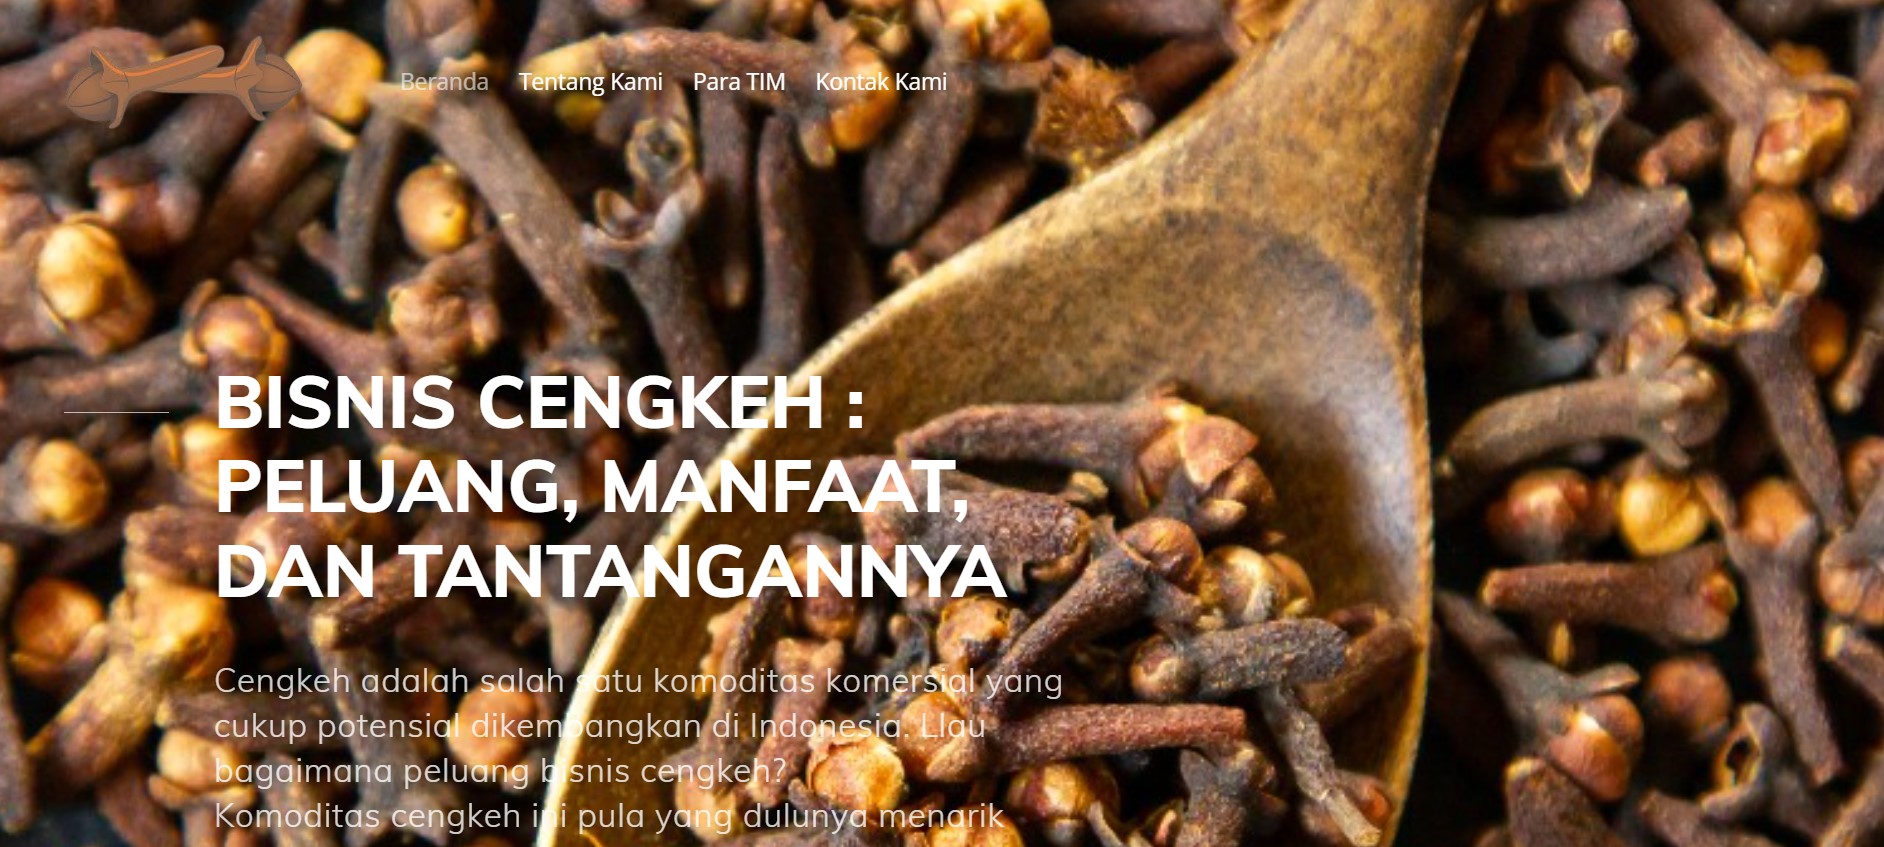 Beranda Tentang Kami Para TIM Kontak Kami
BISNIS CENGKEH :
PELUANG, MANFAAT,
DAN TANTANGANNYA
Cengkeh adalah salah satu komoditas komersial yang
cukup potensial dikembangkan di Indonesia. LIau
bagaimana peluang bisnis cengkeh?
Komoditas cengkeh ini pula yang dulunya menarik